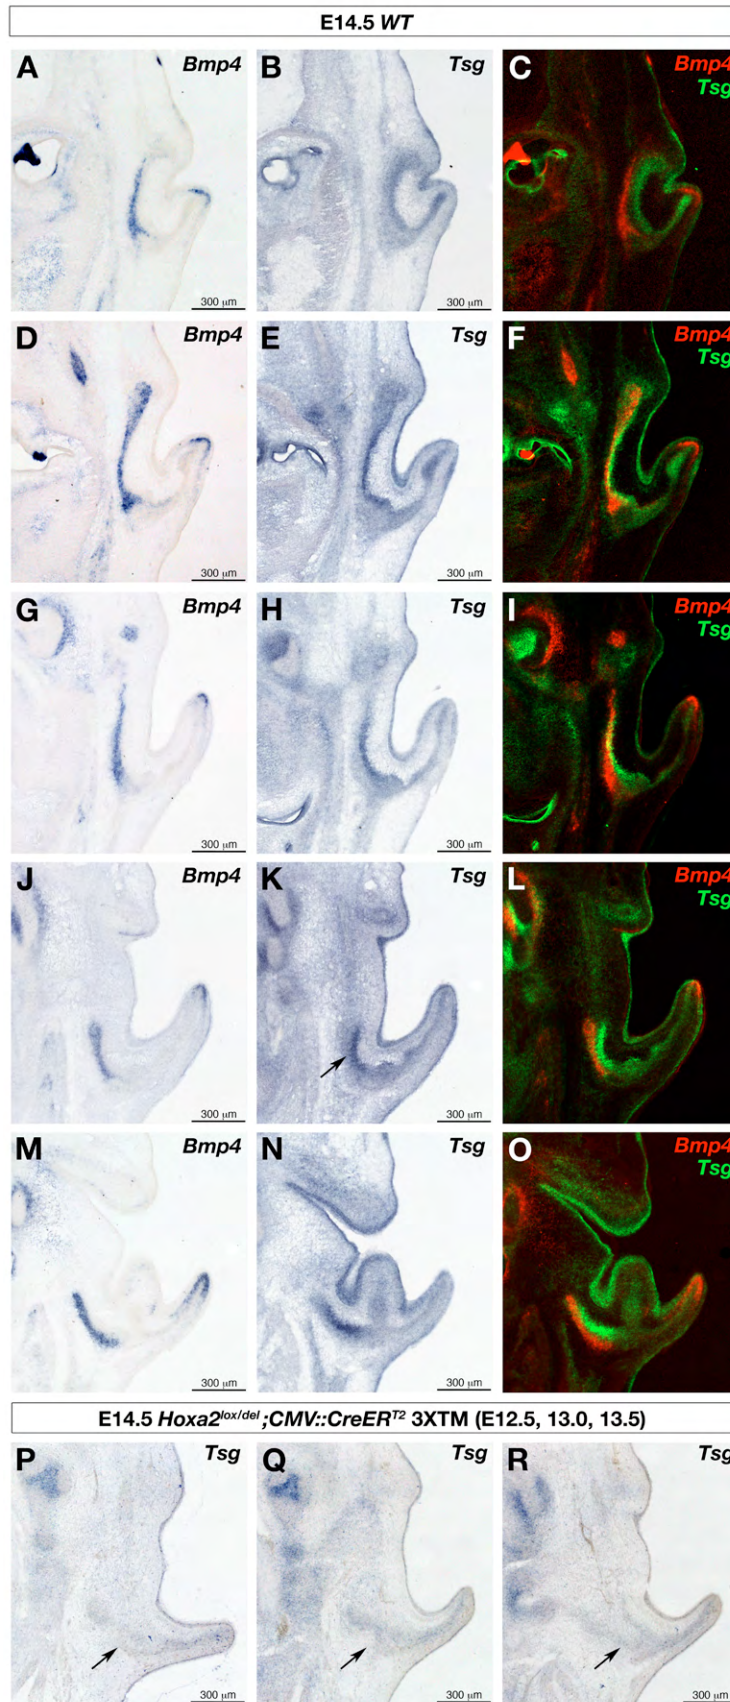 E14.5 WT
A Bmp4
300 µm
B Tsg
300 µm
C Bmp4
Tsg
D Bmp4
300 µm
E Tsg
300 µm
F Bmp4
Tsg
G Bmp4
300 µm
H Tsg
300 µm
I Bmp4
Tsg
J Bmp4
300 µm
K Tsg
300 µm
L Bmp4
Tsg
M Bmp4
300 µm
N Tsg
300 µm
O Bmp4
Tsg
E14.5 Hoxa2lox/del;CMV::CreERT2 3XTM (E12.5, 13.0, 13.5)
P Tsg
300 µm
Q Tsg
300 µm
R Tsg
300 µm